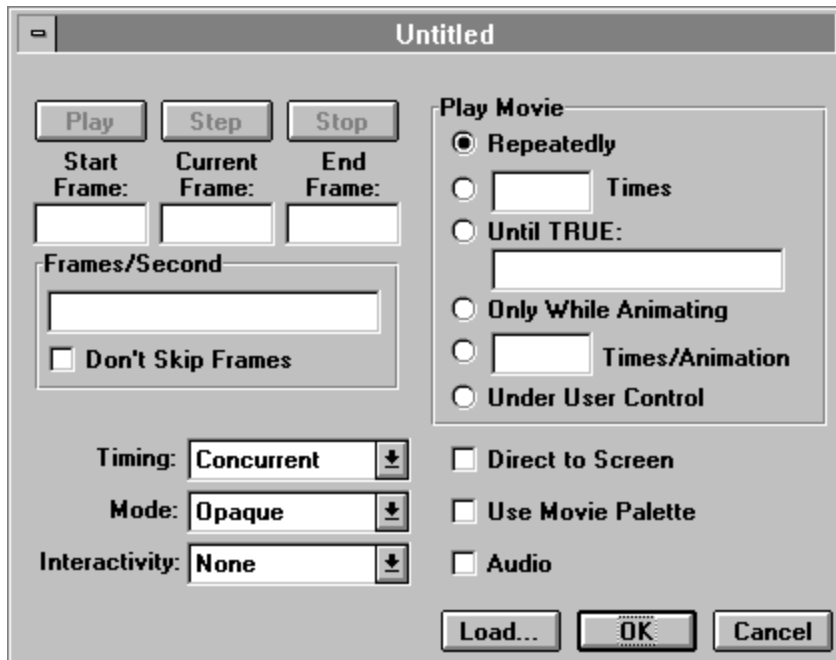 Untitled
Play Step Stop
Start Current End
Frame: Frame: Frame:
Frames/Second
Don't Skip Frames
Play Movie
Repeatedly
Times
Until TRUE:
Only While Animating
Times/Animation
Under User Control
Timing: Concurrent
Mode: Opaque
Interactivity: None
Direct to Screen
Use Movie Palette
Audio
Load... OK Cancel